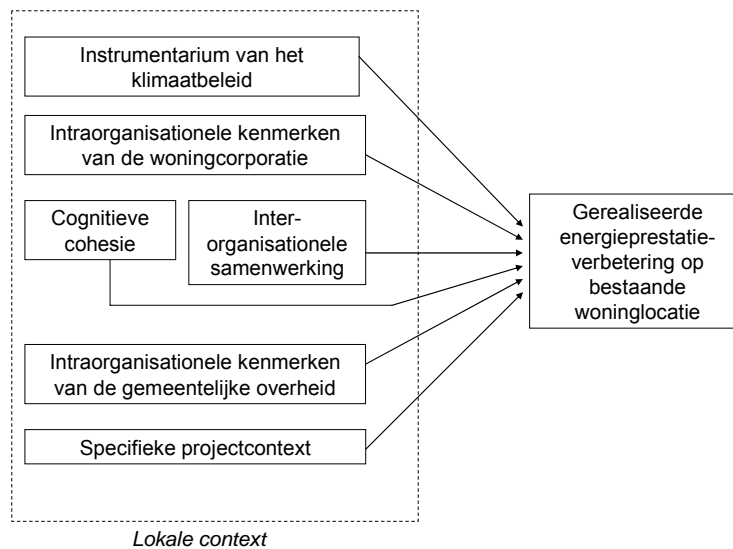 Instrumentarium van het
klimaatbeleid
Intraorganisationele kenmerken
van de woningcorporatie
Cognitieve
cohesie
Inter-
organisationele
samenwerking
Intraorganisationele kenmerken
van de gemeentelijke overheid
Specifieke projectcontext
Lokale context
Gerealiseerde
energieprestatie-
verbetering op
bestaande
woninglocatie